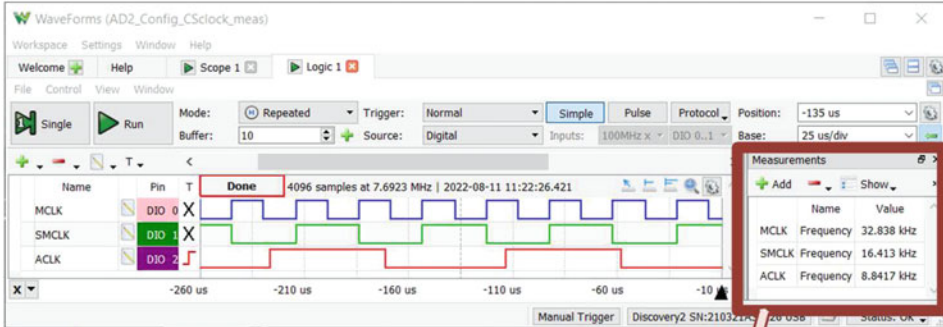 WaveForms (AD2_Config_CSclock_meas)
Workspace Settings Window Help
Welcome Help Scope 1 Logic 1
File Control View Window
Single Run Mode: Repeated Trigger: Normal Simple Pulse Protocol Position: -135 us
Buffer: 10 Source: Digital Inputs: 100MHz x DIO 0..1 Base: 25 us/div
T Measurements
Name Pin T Done 4096 samples at 7.6923 MHz | 2022-08-11 11:22:26.421
Add Show
Name Value
MCLK DIO 0 X
MCLK Frequency 32.838 kHz
SMCLK DIO 1 X
SMCLK Frequency 16.413 kHz
ACLK DIO 2
ACLK Frequency 8.8417 kHz
X -260 us -210 us -160 us -110 us -60 us -10
Manual Trigger Discovery2 Status: OK